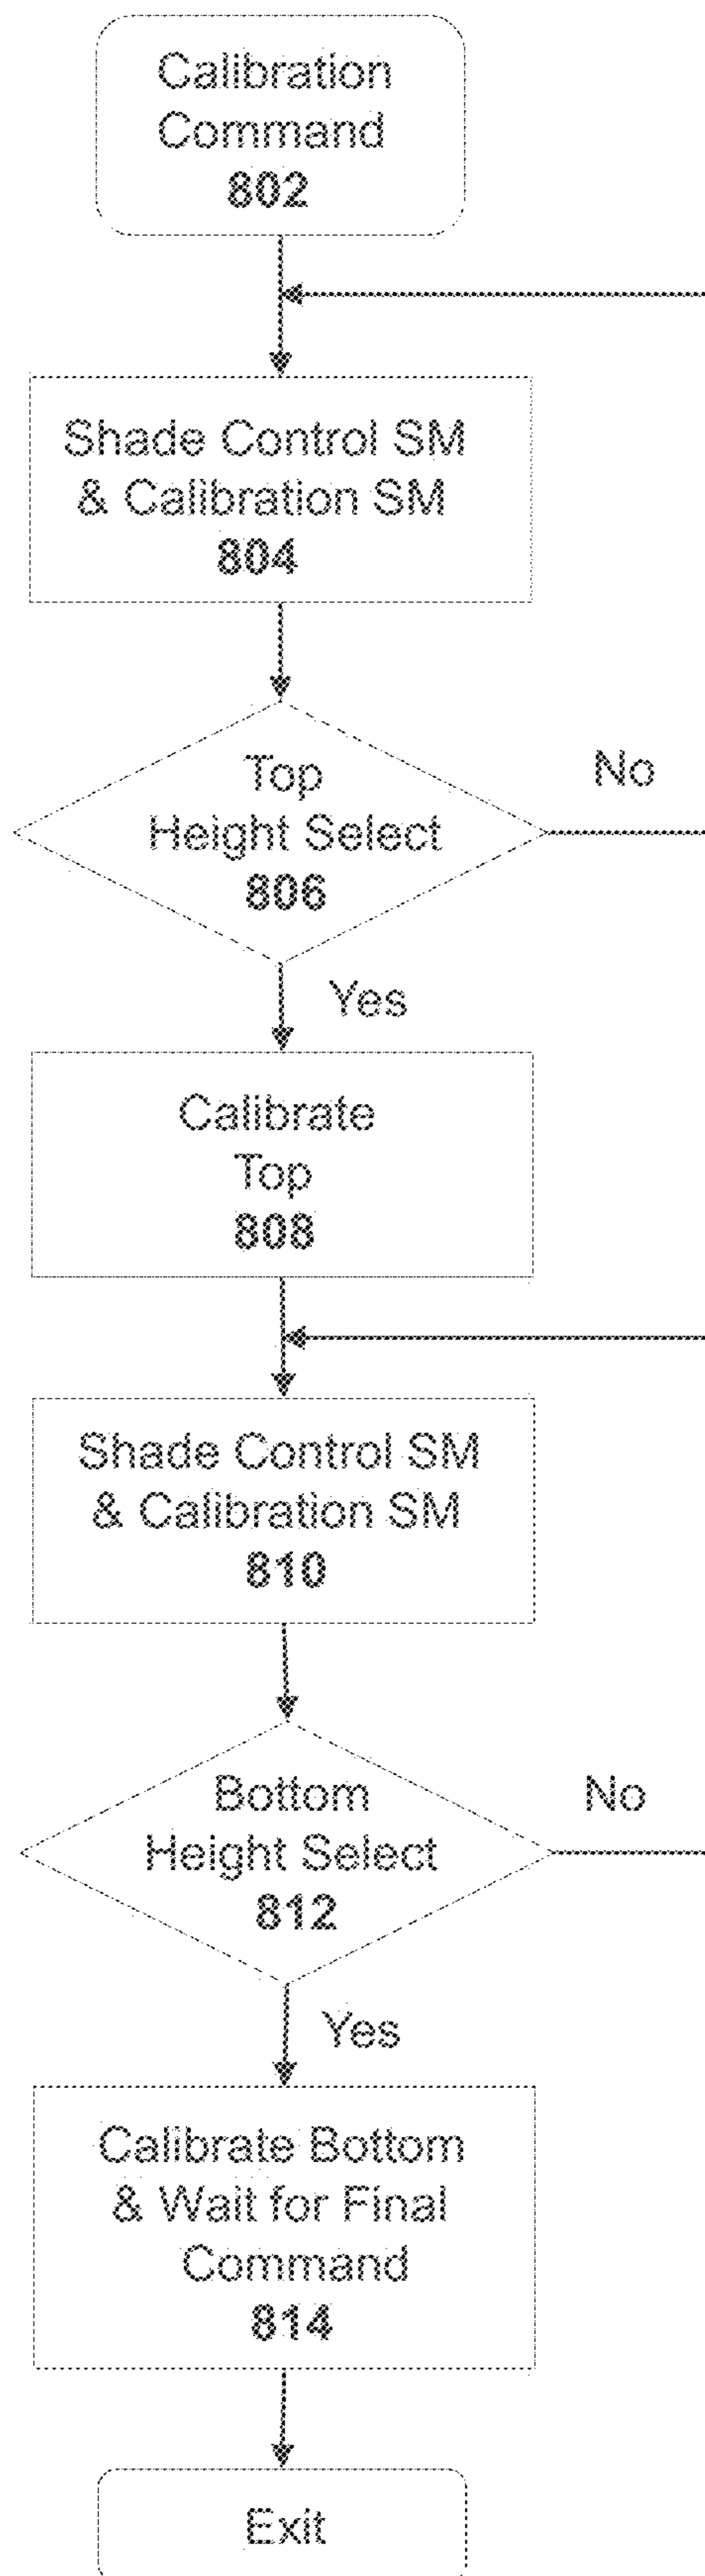 Calibration
Command
802
Shade Control SM
& Calibration SM
804
Top
Height Select
806
No
Yes
Calibrate
Top
808
Shade Control SM
& Calibration SM
810
Bottom
Height Select
812
No
Yes
Calibrate Bottom
& Wait for Final
Command
814
Exit